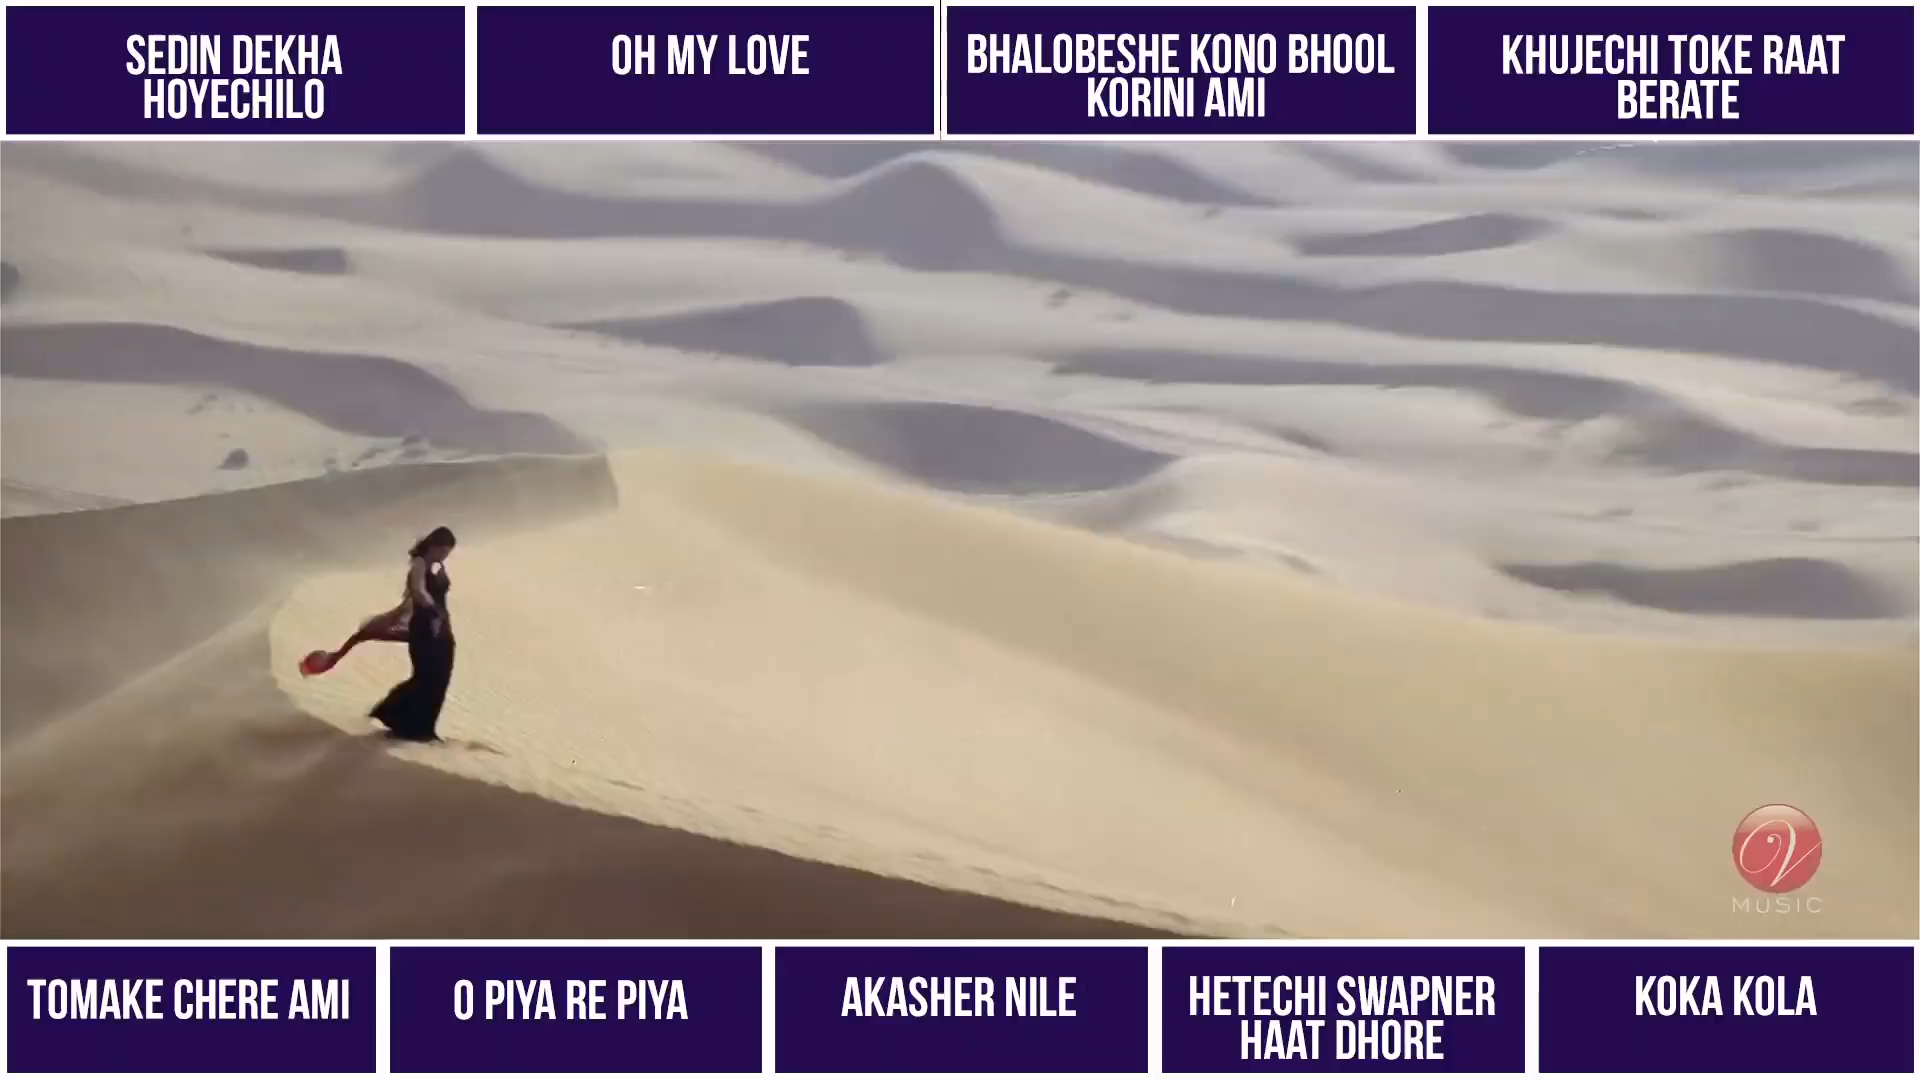 SEDIN DEKHA
HOYECHILO
OH MY LOVE
BHALOBESHE KONO BHOOL
KORINI AMI
KHUJECHI TOKE RAAT
BERATE
V
MUSIC
TOMAKE CHERE AMI
O PIYA RE PIYA
AKASHER NILE
HETECHI SWAPNER
HAAT DHORE
KOKA KOLA